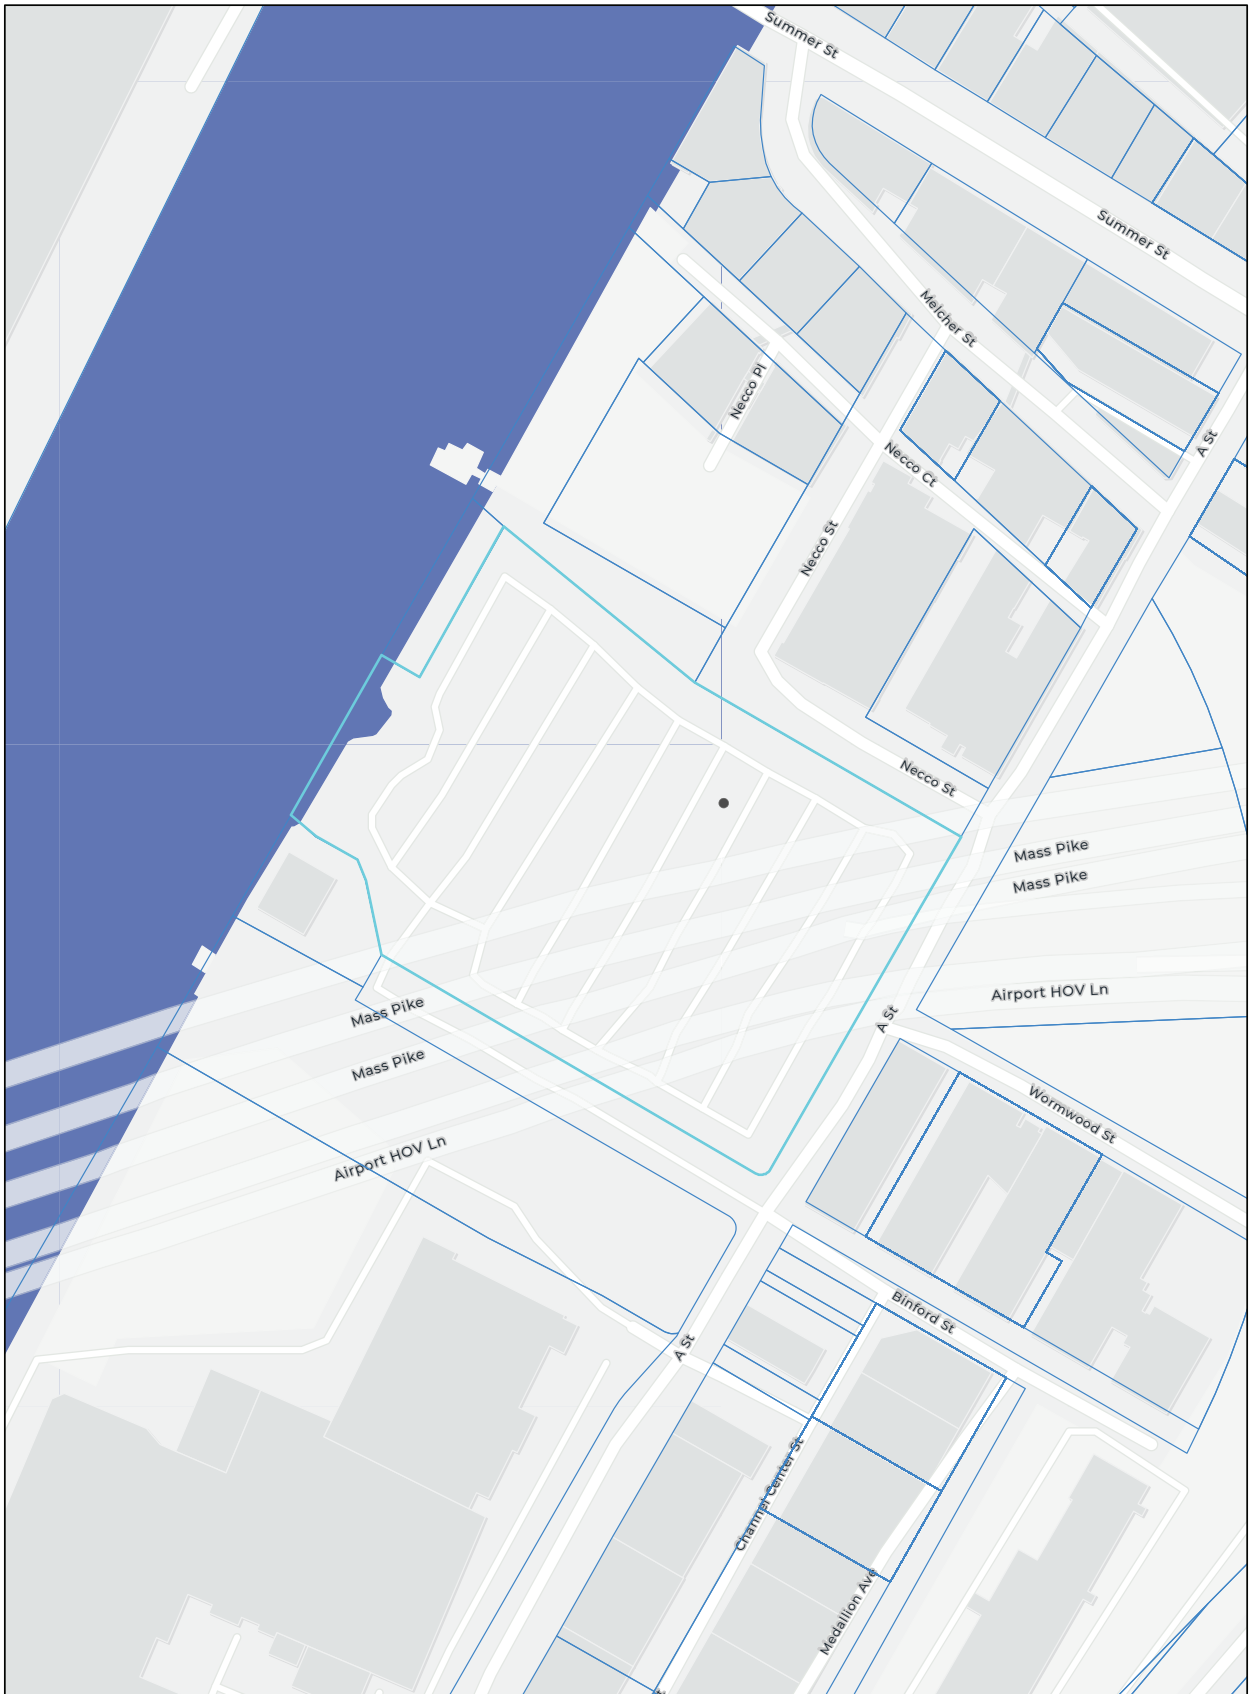 Summer St
Summer St
Melcher St
Necco Pl
A St
Necco Ct
Necco St
Necco St
Mass Pike
Mass Pike
Airport HOV Ln
Mass Pike
A St
Mass Pike
Wormwood St
Airport HOV Ln
Binford St
A St
Channel Center St
Medallion Ave